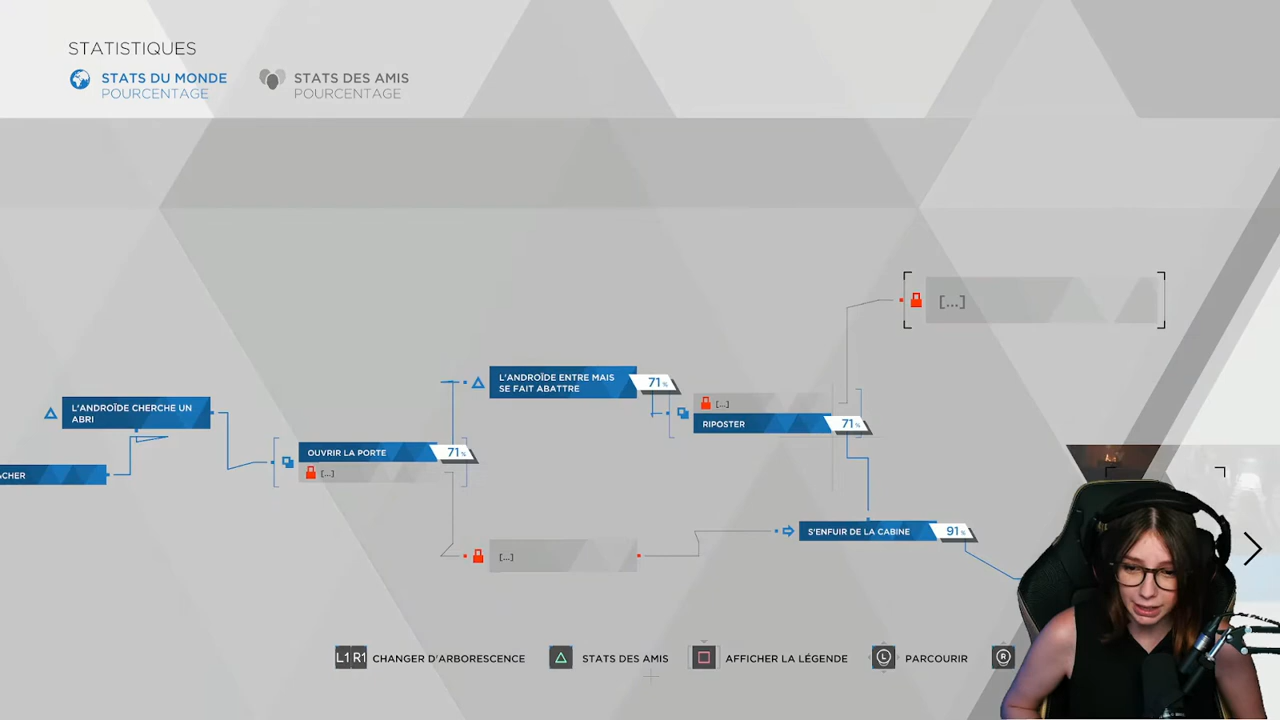 STATISTIQUES
STATS DU MONDE
POURCENTAGE
STATS DES AMIS
POURCENTAGE
[...]
L'ANDROÏDE ENTRE MAIS
SE FAIT ABATTRE
71%
L'ANDROÏDE CHERCHE UN
ABRI
[...]
RIPOSTER
71%
OUVRIR LA PORTE
71%
[...]
ACHER
S'ENFUIR DE LA CABINE
91%
[...]
L1 R1 CHANGER D'ARBORESCENCE
STATS DES AMIS
AFFICHER LA LÉGENDE
L PARCOURIR
R